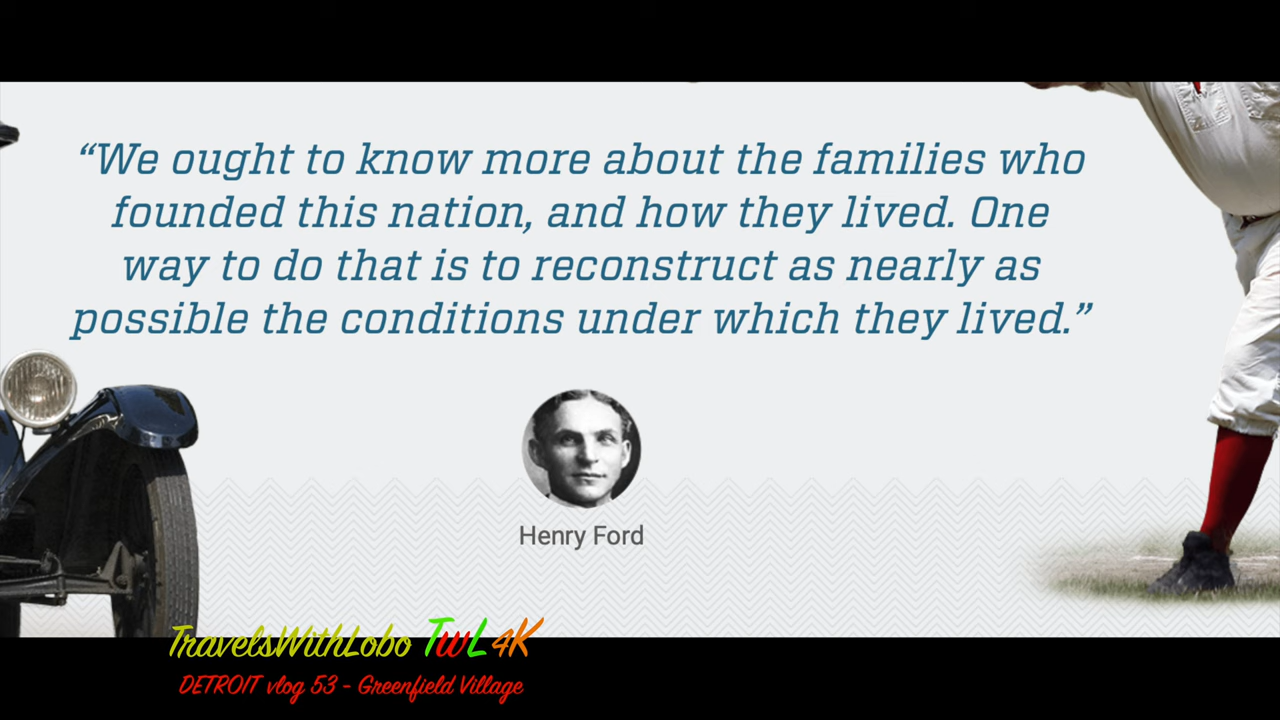 “We ought to know more about the families who
founded this nation, and how they lived. One
way to do that is to reconstruct as nearly as
possible the conditions under which they lived.”
Henry Ford
TravelsWithLobo TWL 4K
DETROIT vlog 53 - Greenfield Village